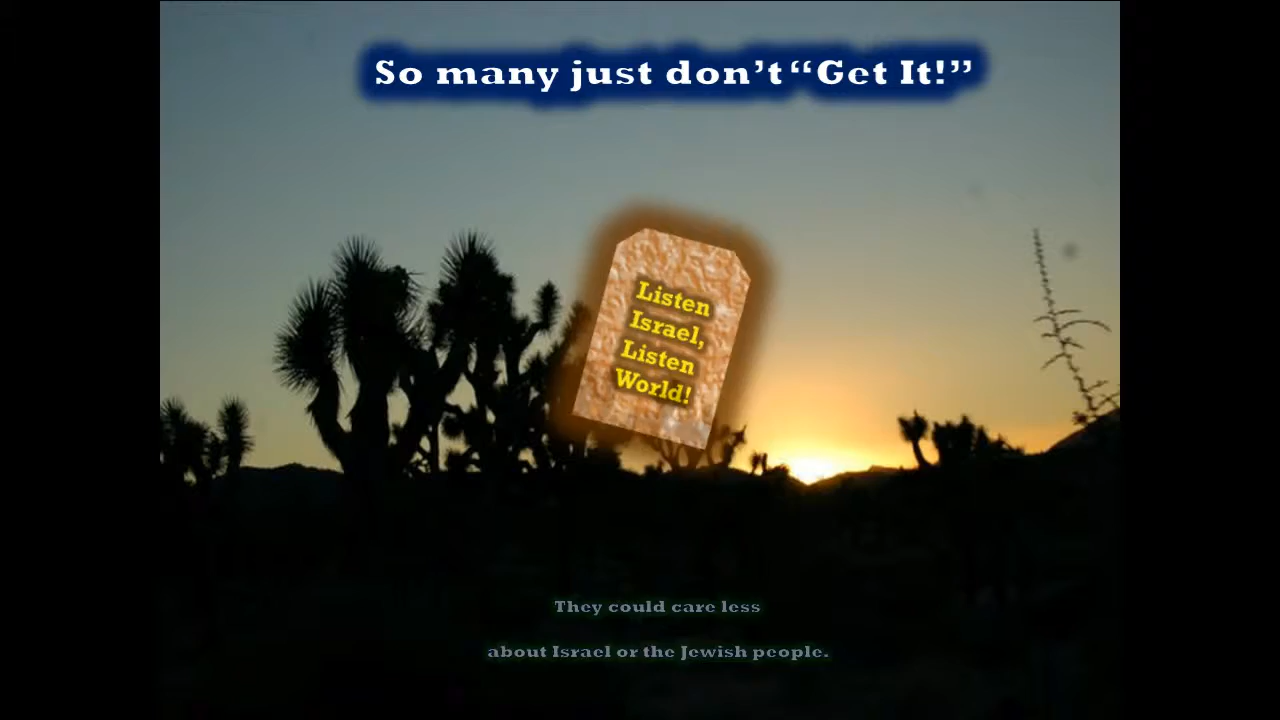 So many just don’t “Get It!”
Listen
Israel,
Listen
World!
They could care less
about Israel or the Jewish people.